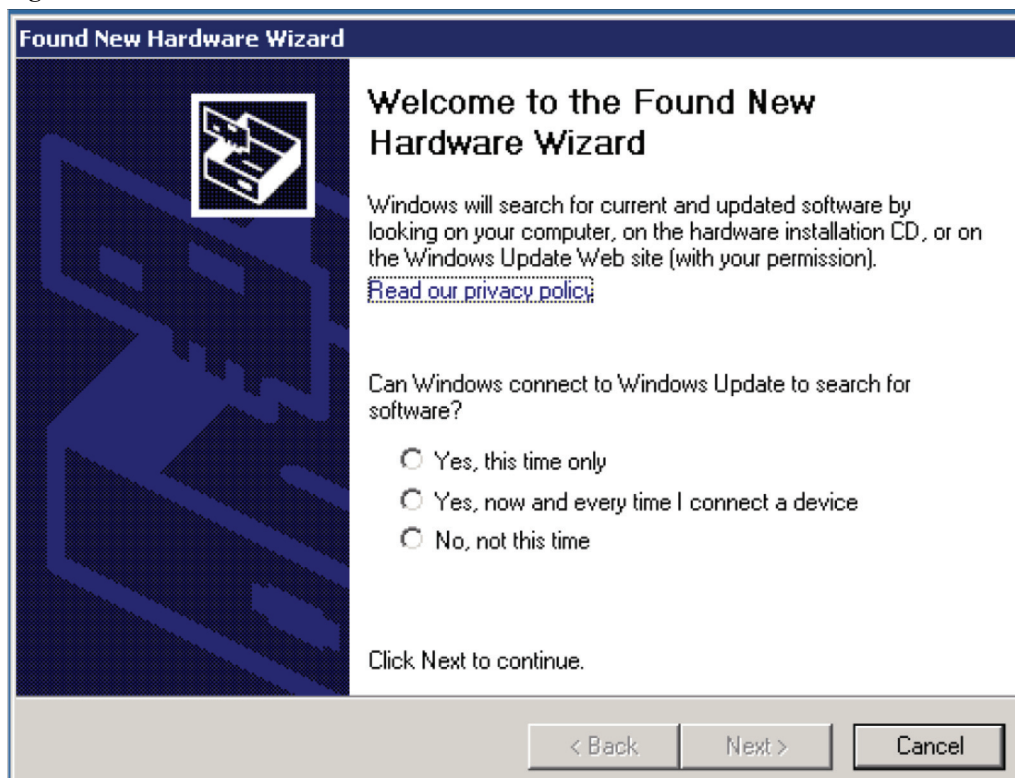 Found New Hardware Wizard
Welcome to the Found New
Hardware Wizard
Windows will search for current and updated software by
looking on your computer, on the hardware installation CD, or on
the Windows Update Web site (with your permission).
Read our privacy policy
Can Windows connect to Windows Update to search for
software?
Yes, this time only
Yes, now and every time I connect a device
No, not this time
Click Next to continue.
< Back
Next >
Cancel